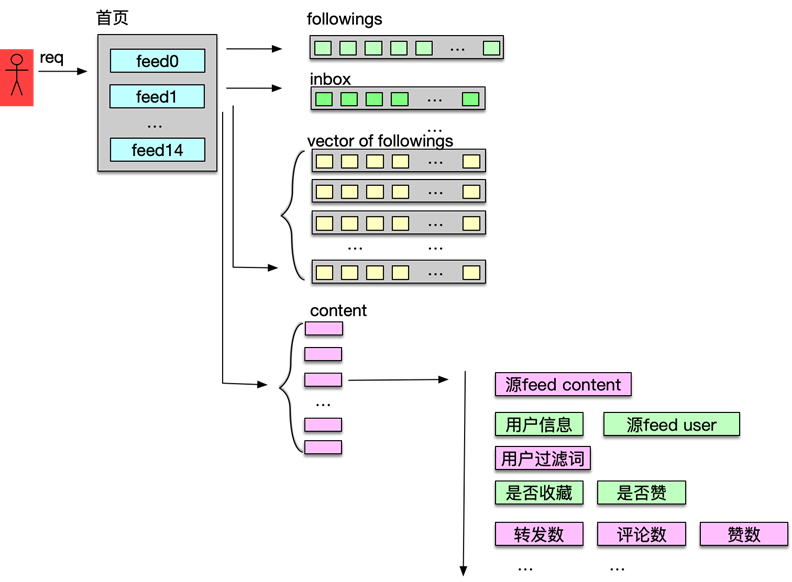 首页
req
feed0
feed1
...
feed14
followings
...
inbox
...
...
vector of followings
...
...
...
... ...
...
content
...
源feed content
用户信息 源feed user
用户过滤词
是否收藏 是否赞
转发数 评论数 赞数
... ...